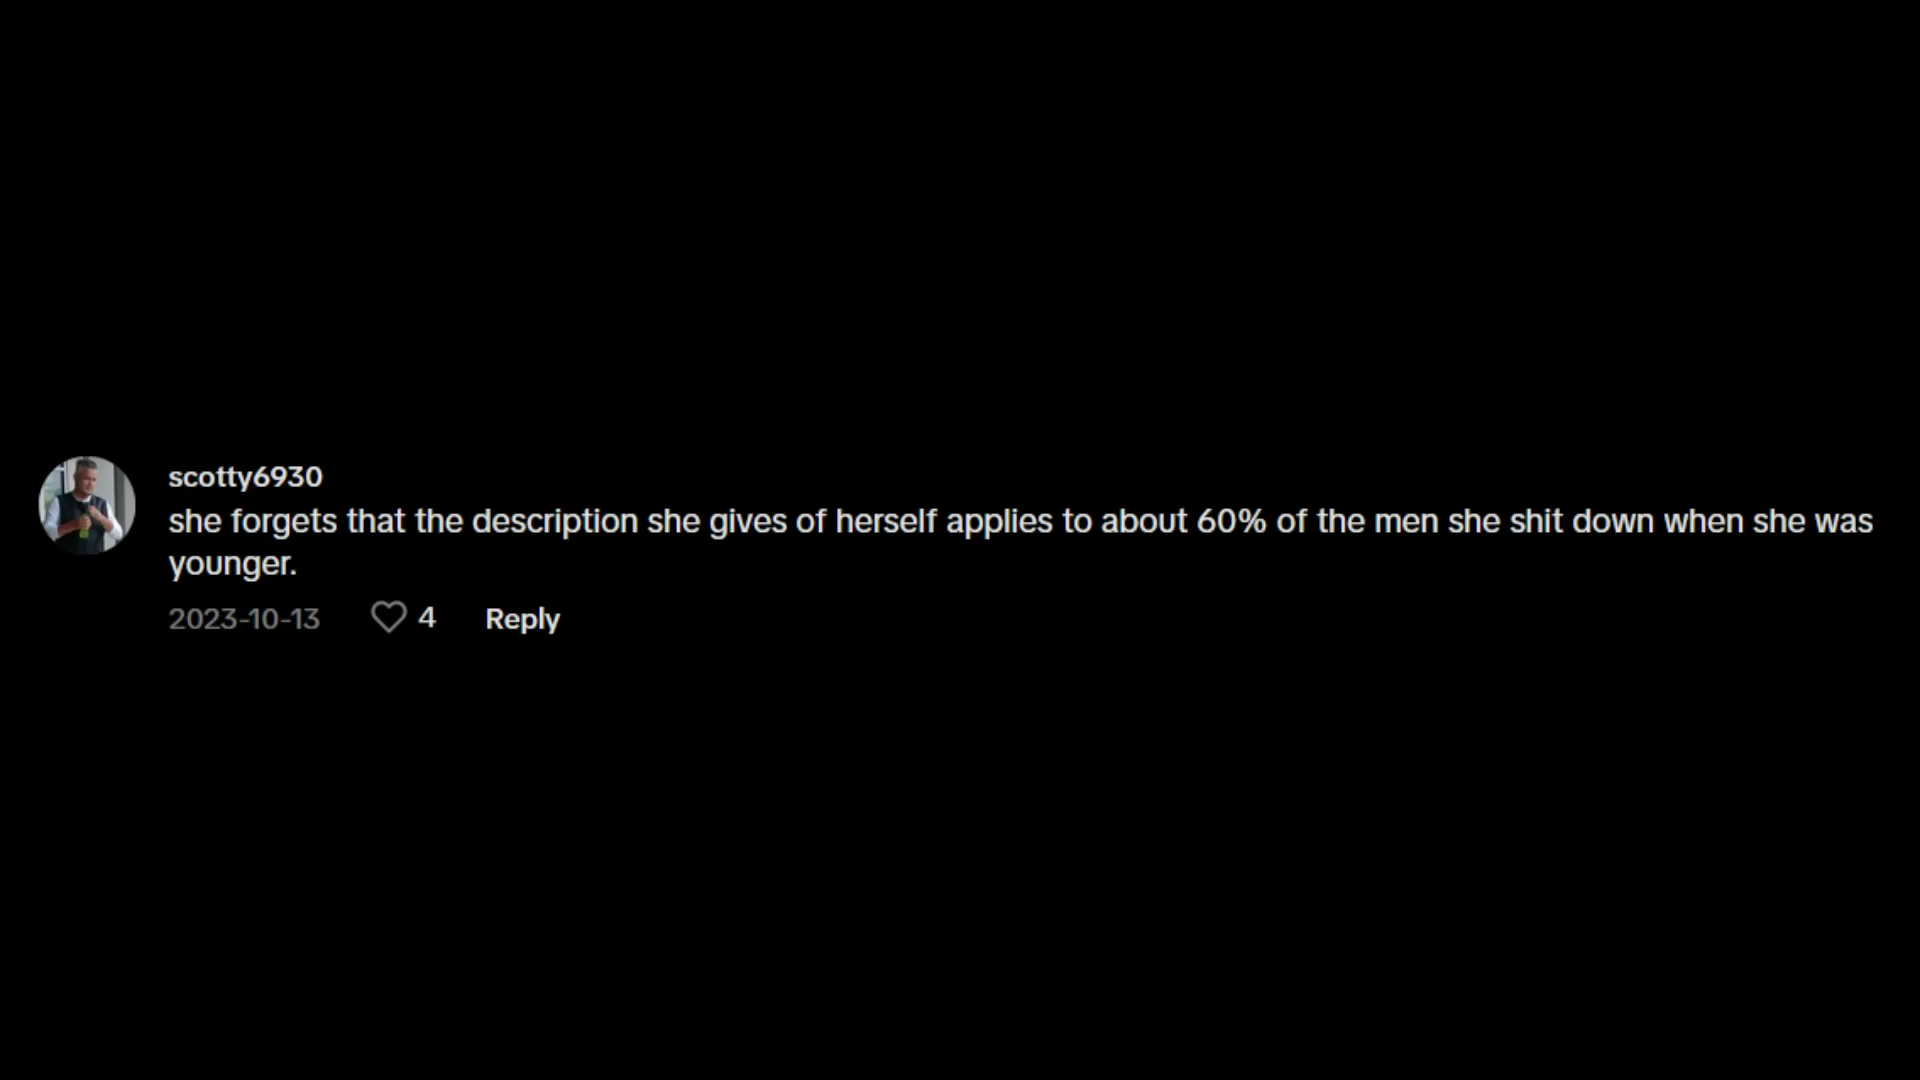 scotty6930
she forgets that the description she gives of herself applies to about 60% of the men she shit down when she was
younger.
2023-10-13 4 Reply